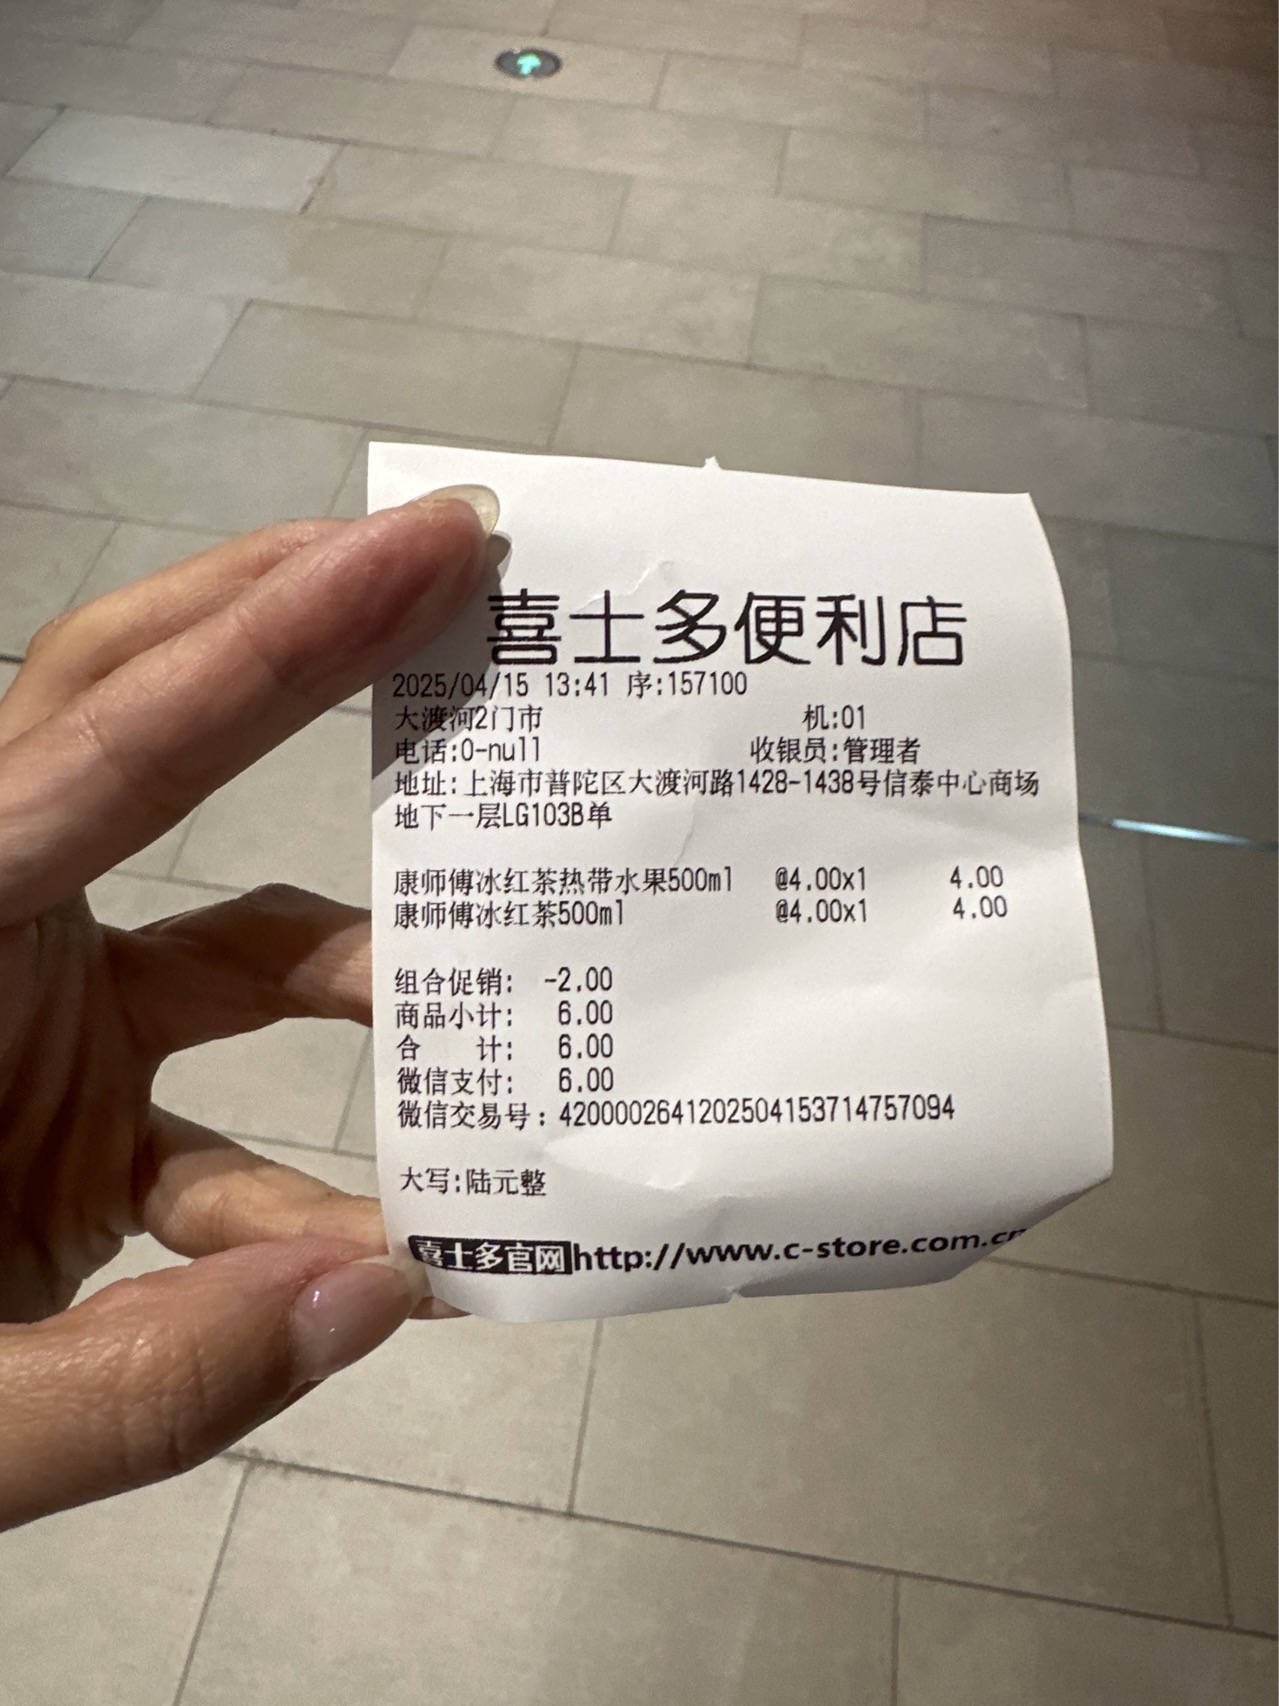 喜士多便利店
2025/04/15 13:41 序:157100
大渡河2门市 机:01
电话:0-null 收银员:管理者
地址:上海市普陀区大渡河路1428-1438号信泰中心商场
地下一层LG103B单
康师傅冰红茶热带水果500ml @4.00x1 4.00
康师傅冰红茶500ml @4.00x1 4.00
组合促销: -2.00
商品小计: 6.00
合 计: 6.00
微信支付: 6.00
微信交易号: 4200002641202504153714757094
大写:陆元整
喜士多官网http://www.c-store.com.cn